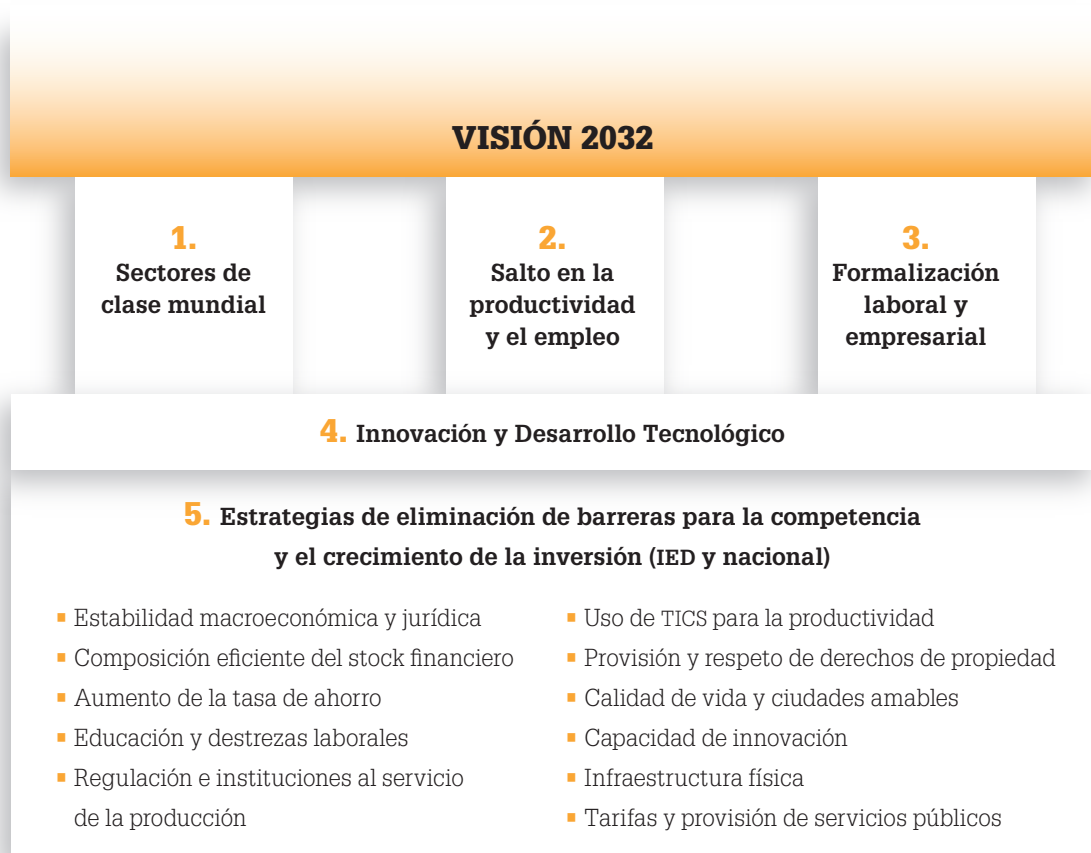 VISIÓN 2032
1.
Sectores de
clase mundial
2.
Salto en la
productividad
y el empleo
3.
Formalización
laboral y
empresarial
4. Innovación y Desarrollo Tecnológico
5. Estrategias de eliminación de barreras para la competencia
y el crecimiento de la inversión (IED y nacional)
▪ Estabilidad macroeconómica y jurídica
▪ Composición eficiente del stock financiero
▪ Aumento de la tasa de ahorro
▪ Educación y destrezas laborales
▪ Regulación e instituciones al servicio
de la producción
▪ Uso de TICS para la productividad
▪ Provisión y respeto de derechos de propiedad
▪ Calidad de vida y ciudades amables
▪ Capacidad de innovación
▪ Infraestructura física
▪ Tarifas y provisión de servicios públicos